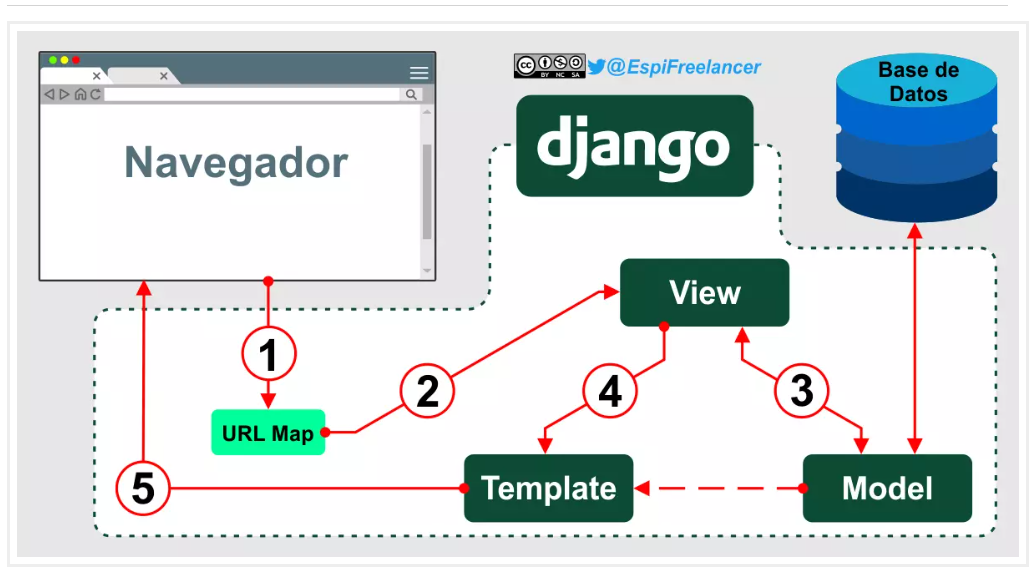 cc BY NC SA @EspiFreelancer
Base de
Datos
django
Navegador
View
1
2
4
3
URL Map
5
Template
Model